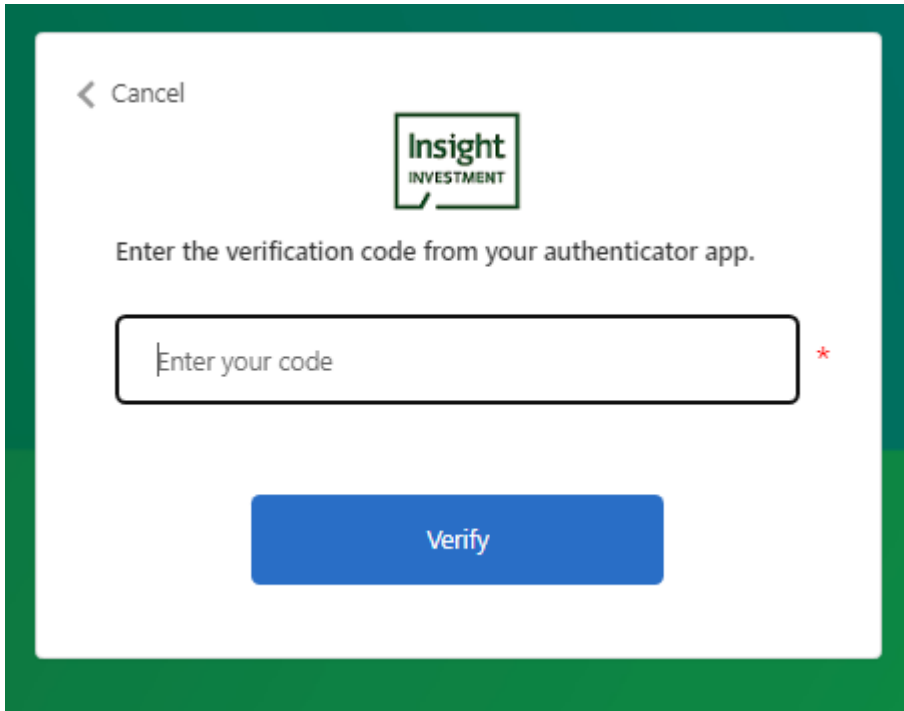 Cancel
Insight
INVESTMENT
Enter the verification code from your authenticator app.
Enter your code
*
Verify